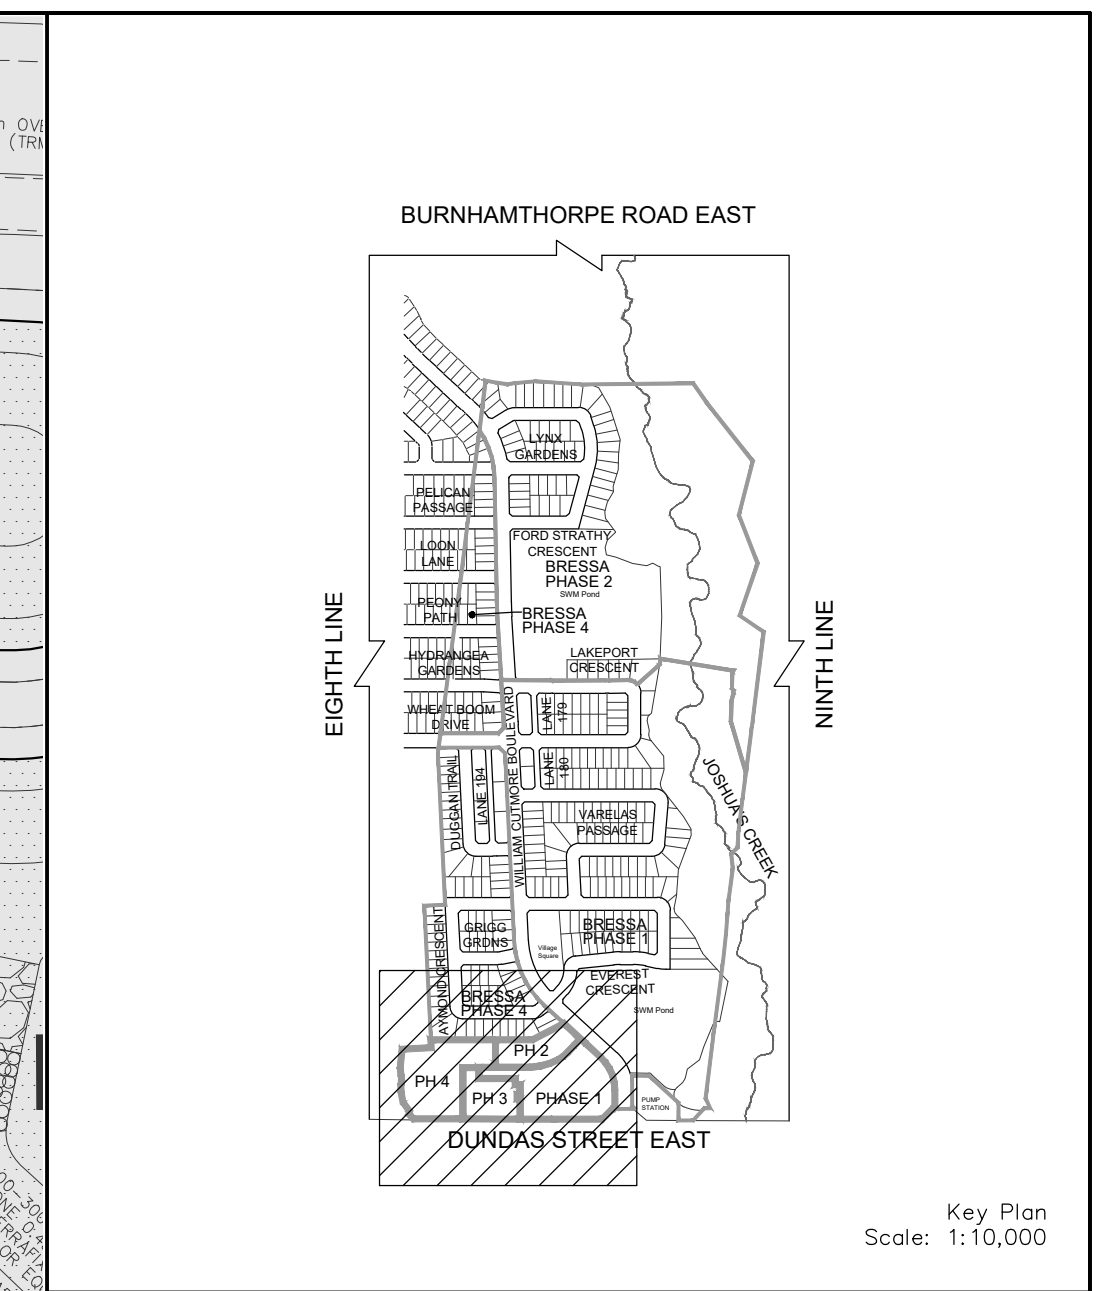 BURNHAMTHORPE ROAD EAST
LYNX
GARDENS
PELICAN
PASSAGE
FORD STRATHY
CRESCENT
LOON
LANE
BRESSA
PHASE 2
SWM Pond
PEONY
PATH
BRESSA
PHASE 4
EIGHTH LINE
NINTH LINE
HYDRANGEA
GARDENS
LAKEPORT
CRESCENT
WHEAT BOOM
DRIVE
WILLIAM CUTMORE BOULEVARD
LANE
179
LANE
180
DUGGAN TRAIL
LANE 194
JOSHUA'S CREEK
VARELAS
PASSAGE
AYMOND CRESCENT
GRIGG
GRDNS
Village
Square
BRESSA
PHASE 1
EVEREST
CRESCENT
BRESSA
PHASE 4
SWM Pond
PH 2
PH 4
PH 3
PHASE 1
PUMP
STATION
DUNDAS STREET EAST
Key Plan
Scale: 1:10,000
(TRM